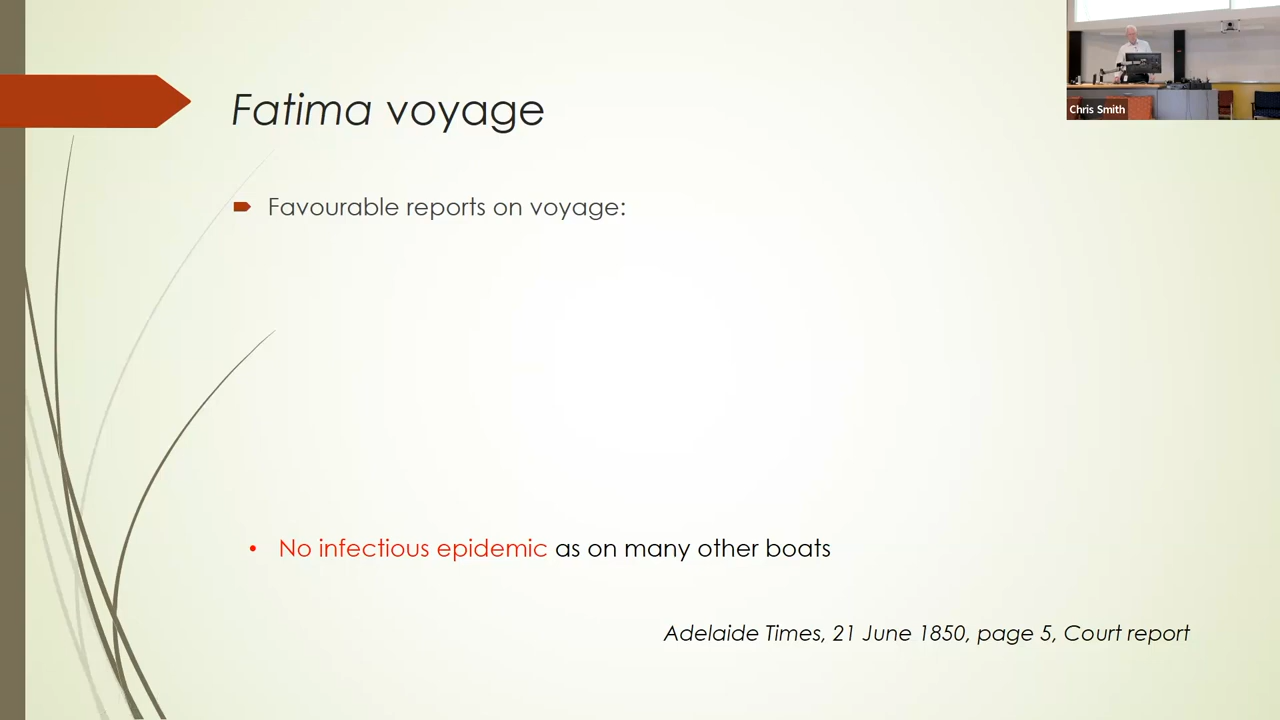 Fatima voyage
Chris Smith
Favourable reports on voyage:
• No infectious epidemic as on many other boats
Adelaide Times, 21 June 1850, page 5, Court report